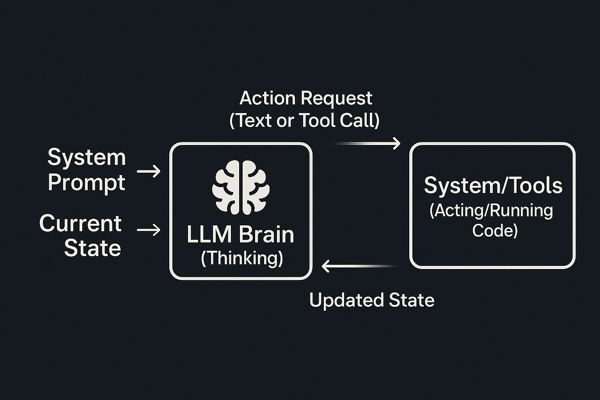 Action Request
(Text or Tool Call)
System
Prompt
Current
State
LLM Brain
(Thinking)
System/Tools
(Acting/Running
Code)
Updated State